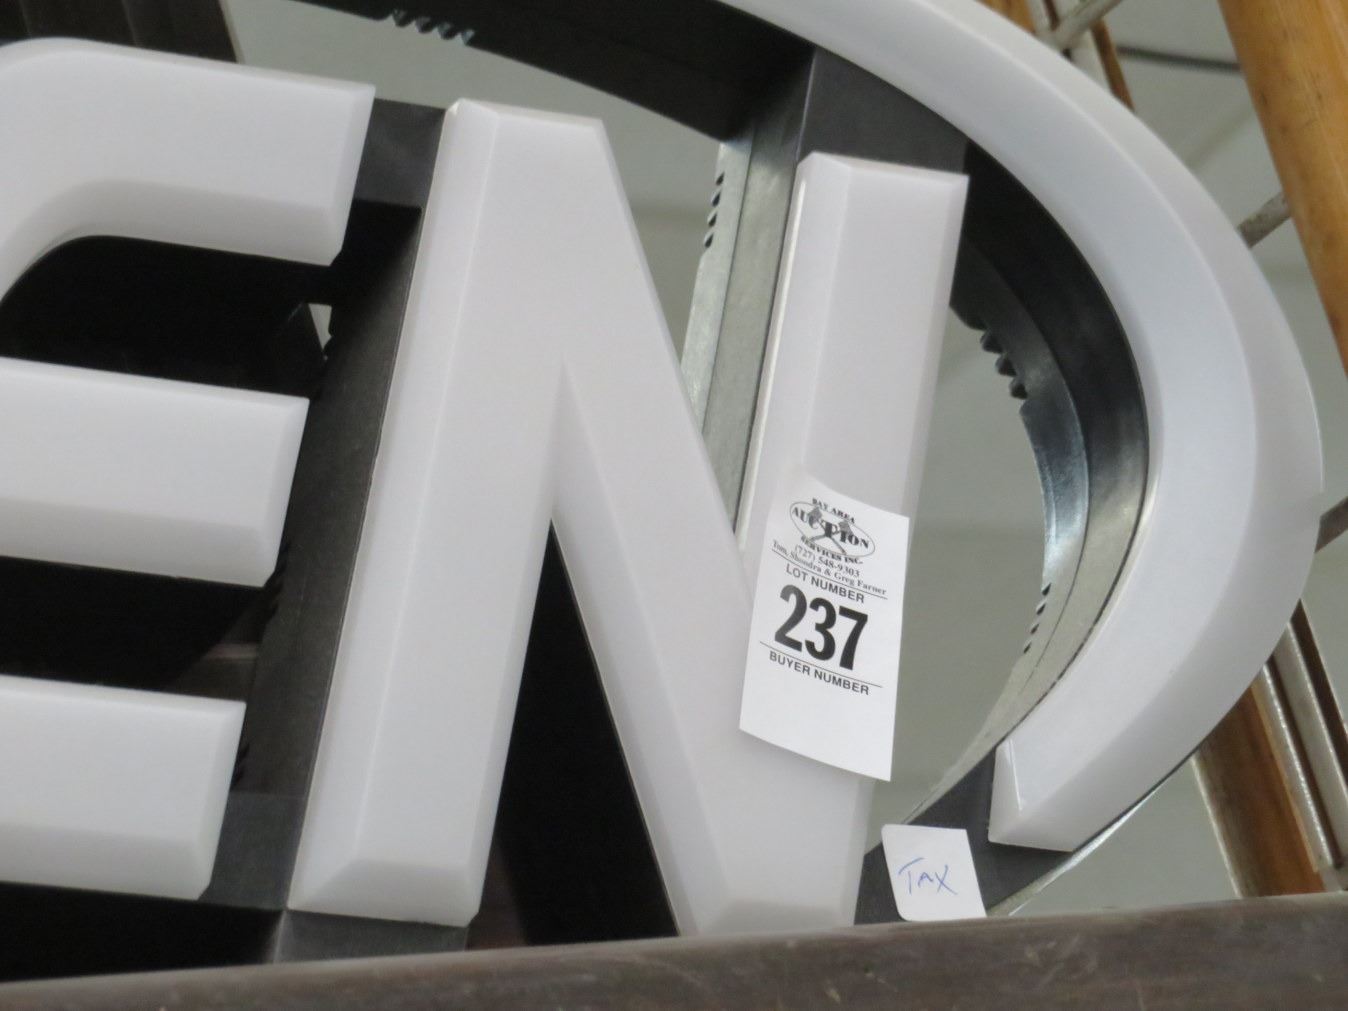 EN
BAY AREA
AUCTION
SERVICES INC.
(727) 548-9303
Tom, Shondra & Greg Farner
LOT NUMBER
237
BUYER NUMBER
TAX